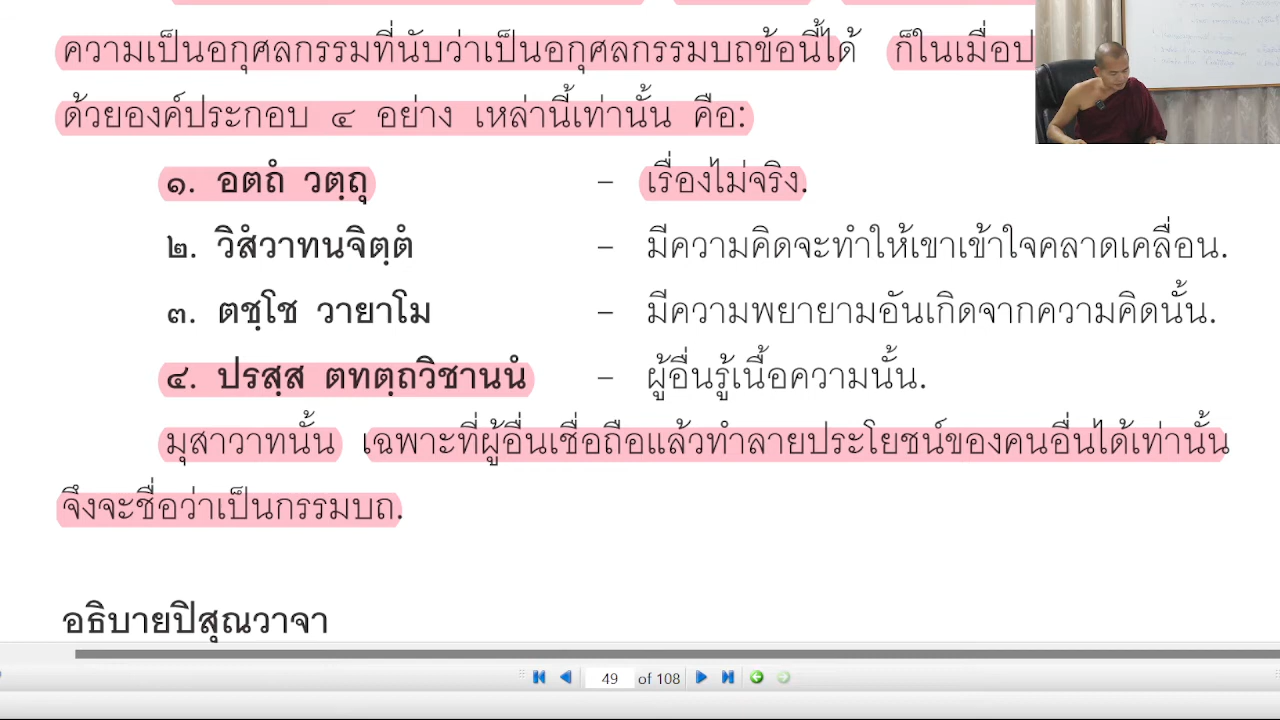 ความเป็นอกุศลกรรมที่นับว่าเป็นอกุศลกรรมบถข้อนี้ได้ ก็ในเมื่อป
ด้วยองค์ประกอบ ๔ อย่าง เหล่านี้เท่านั้น คือ:
๑. อตถํ วตฺถุ – เรื่องไม่จริง.
๒. วิสํวาทนจิตฺตํ – มีความคิดจะทำให้เขาเข้าใจคลาดเคลื่อน.
๓. ตชฺโช วายาโม – มีความพยายามอันเกิดจากความคิดนั้น.
๔. ปรสฺส ตทตฺถวิชานนํ – ผู้อื่นรู้เนื้อความนั้น.
มุสาวาทนั้น เฉพาะที่ผู้อื่นเชื่อถือแล้วทำลายประโยชน์ของคนอื่นได้เท่านั้น
จึงจะชื่อว่าเป็นกรรมบถ.
อธิบายปิสุณวาจา
49 of 108